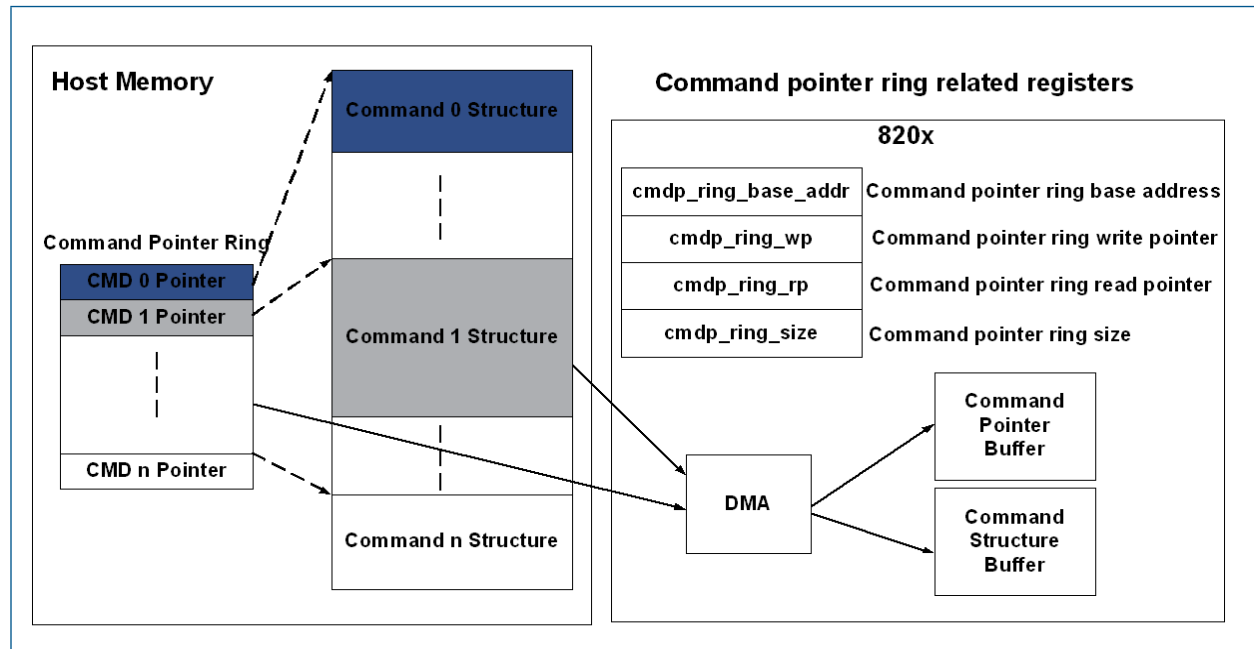 Host Memory
Command Pointer Ring
CMD 0 Pointer
CMD 1 Pointer
CMD n Pointer
Command 0 Structure
Command 1 Structure
Command n Structure
Command pointer ring related registers
820x
cmdp_ring_base_addr Command pointer ring base address
cmdp_ring_wp Command pointer ring write pointer
cmdp_ring_rp Command pointer ring read pointer
cmdp_ring_size Command pointer ring size
DMA
Command
Pointer
Buffer
Command
Structure
Buffer